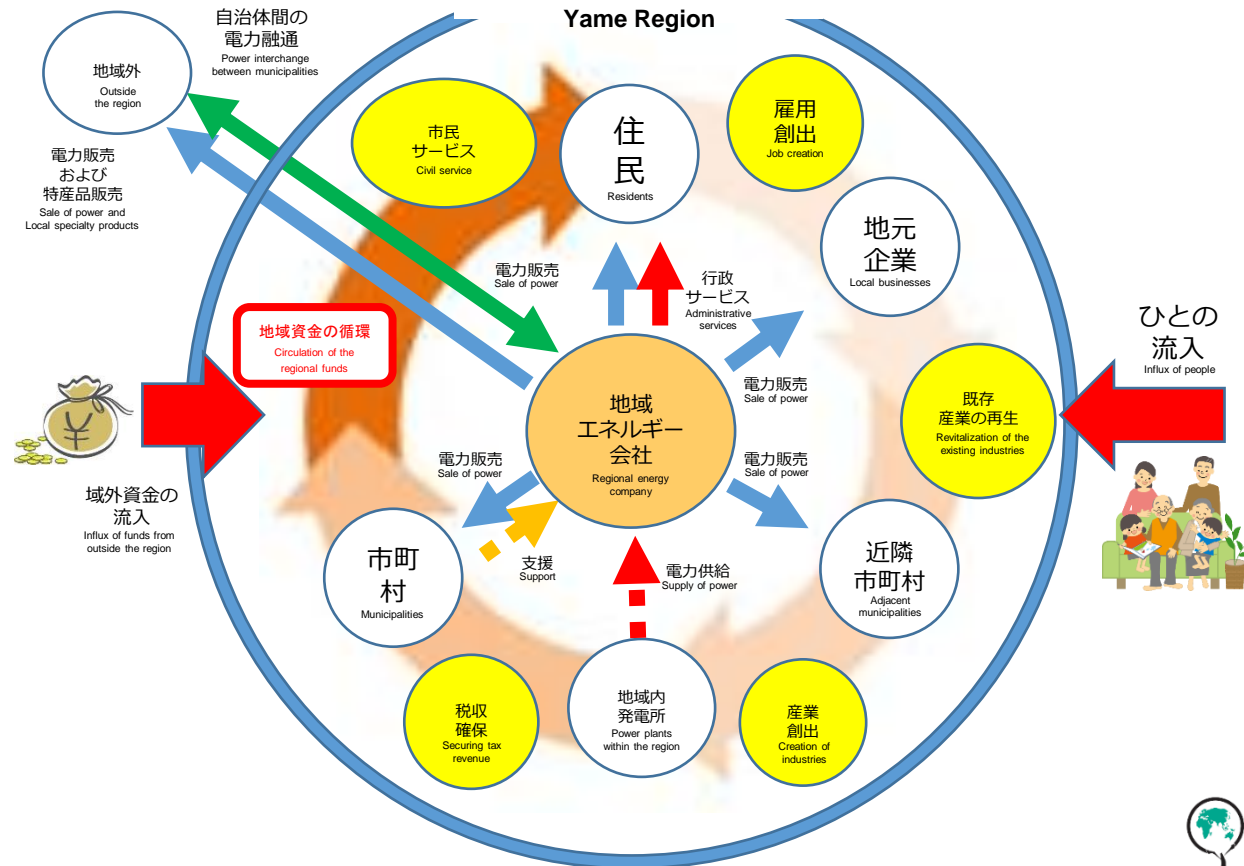 Yame Region
自治体間の
電力融通
Power interchange
between municipalities
地域外
Outside
the region
電力販売
および
特産品販売
Sale of power and
Local specialty products
市民
サービス
Civil service
住
民
Residents
雇用
創出
Job creation
地元
企業
Local businesses
電力販売
Sale of power
行政
サービス
Administrative
services
地域資金の循環
Circulation of the
regional funds
ひとの
流入
Influx of people
電力販売
Sale of power
既存
産業の再生
Revitalization of the
existing industries
地域
エネルギー
会社
Regional energy
company
¥
域外資金の
流入
Influx of funds from
outside the region
電力販売
Sale of power
電力販売
Sale of power
市町
村
Municipalities
支援
Support
電力供給
Supply of power
近隣
市町村
Adjacent
municipalities
税収
確保
Securing tax
revenue
地域内
発電所
Power plants
within the region
産業
創出
Creation of
industries